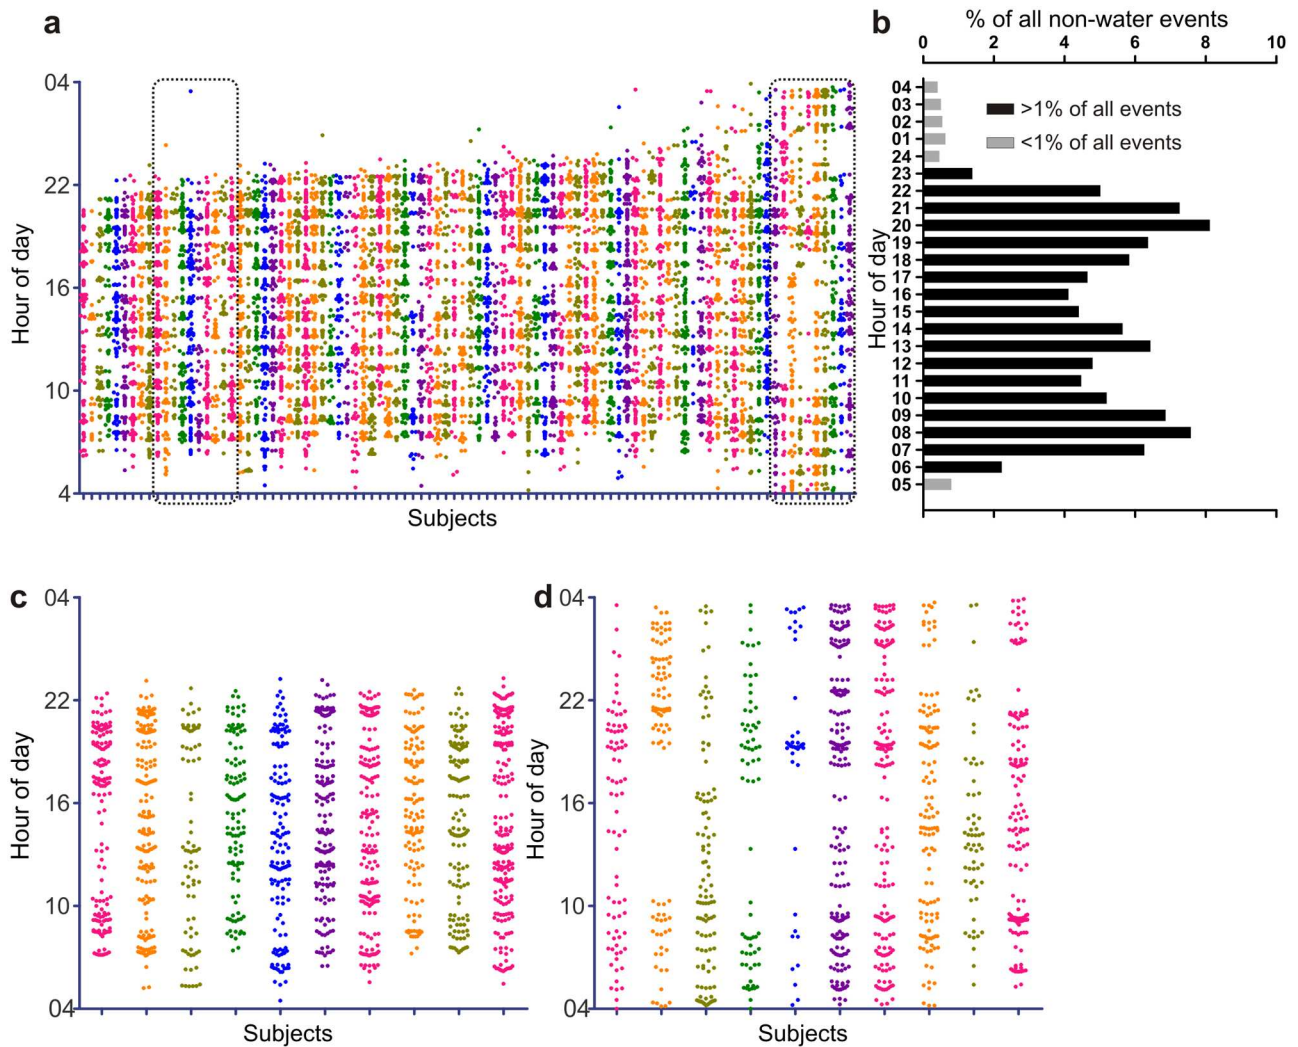 a
04
22
16
10
4
Hour of day
Subjects
b
% of all non-water events
0 2 4 6 8 10
04
03
02
01
24
23
22
21
20
19
18
17
16
15
14
13
12
11
10
09
08
07
06
05
Hour of day
>1% of all events
<1% of all events
c
04
22
16
10
04
Hour of day
Subjects
d
04
22
16
10
04
Hour of day
Subjects